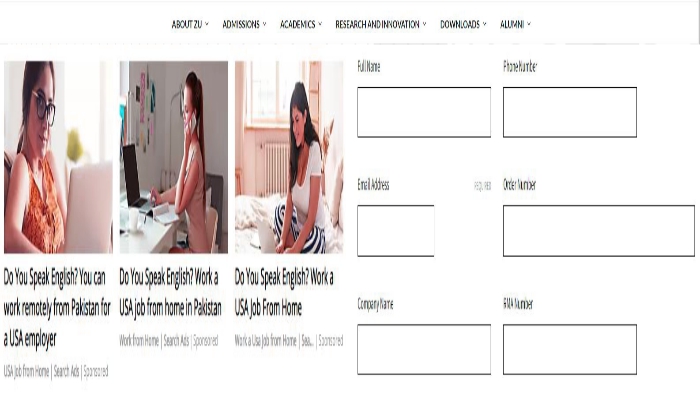 ABOUT ZU ADMISSIONS ACADEMICS RESEARCH AND INNOVATION DOWNLOADS ALUMNI
Do You Speak English? You can
work remotely from Pakistan for
a USA employer
USA Job from Home | Search Ads | Sponsored
Do You Speak English? Work a
USA job from home in Pakistan
Work from Home | Search Ads | Sponsored
Do You Speak English? Work a
USA Job From Home
Work a Usa Job from Home | Sea... | Sponsored
Full Name
Phone Number
Email Address REQUIRED
Order Number
Company Name
RMA Number